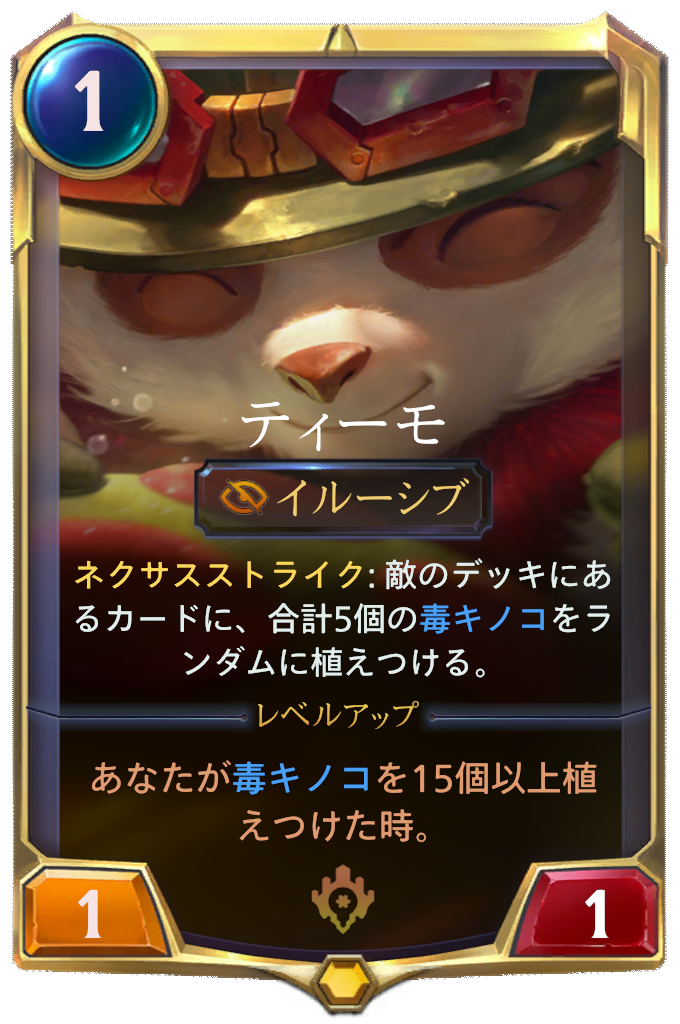 1
ティーモ
イルーシブ
ネクサスストライク: 敵のデッキにあ
るカードに、合計5個の毒キノコをラ
ンダムに植えつける。
レベルアップ
あなたが毒キノコを15個以上植
えつけた時。
1
1